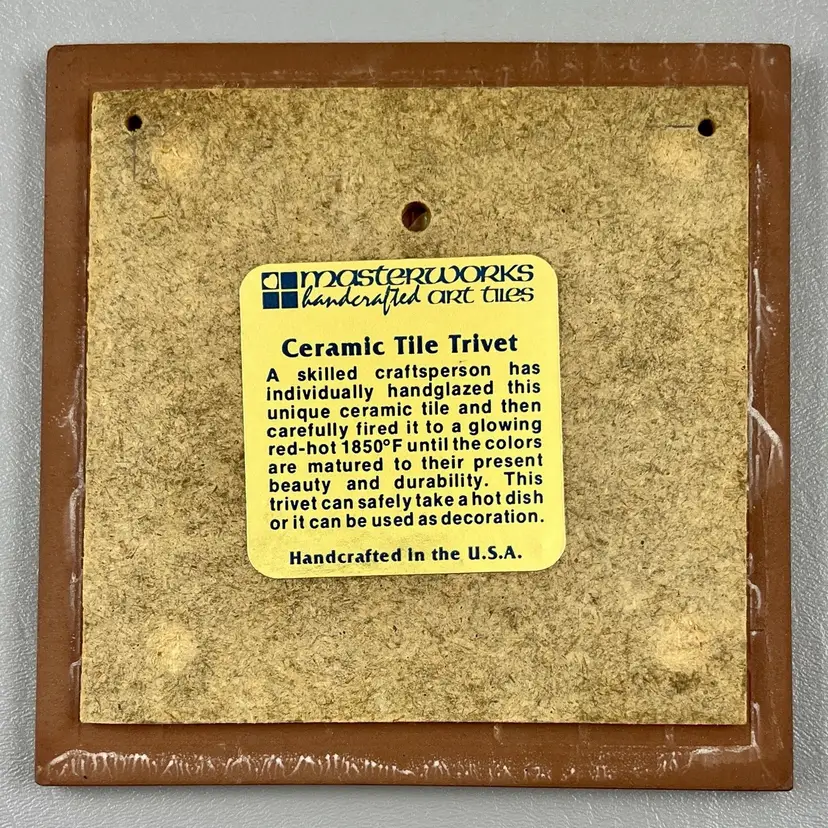 masterworks
handcrafted art tiles
Ceramic Tile Trivet
A skilled craftsperson has
individually handglazed this
unique ceramic tile and then
carefully fired it to a glowing
red-hot 1850°F until the colors
are matured to their present
beauty and durability. This
trivet can safely take a hot dish
or it can be used as decoration.
Handcrafted in the U.S.A.